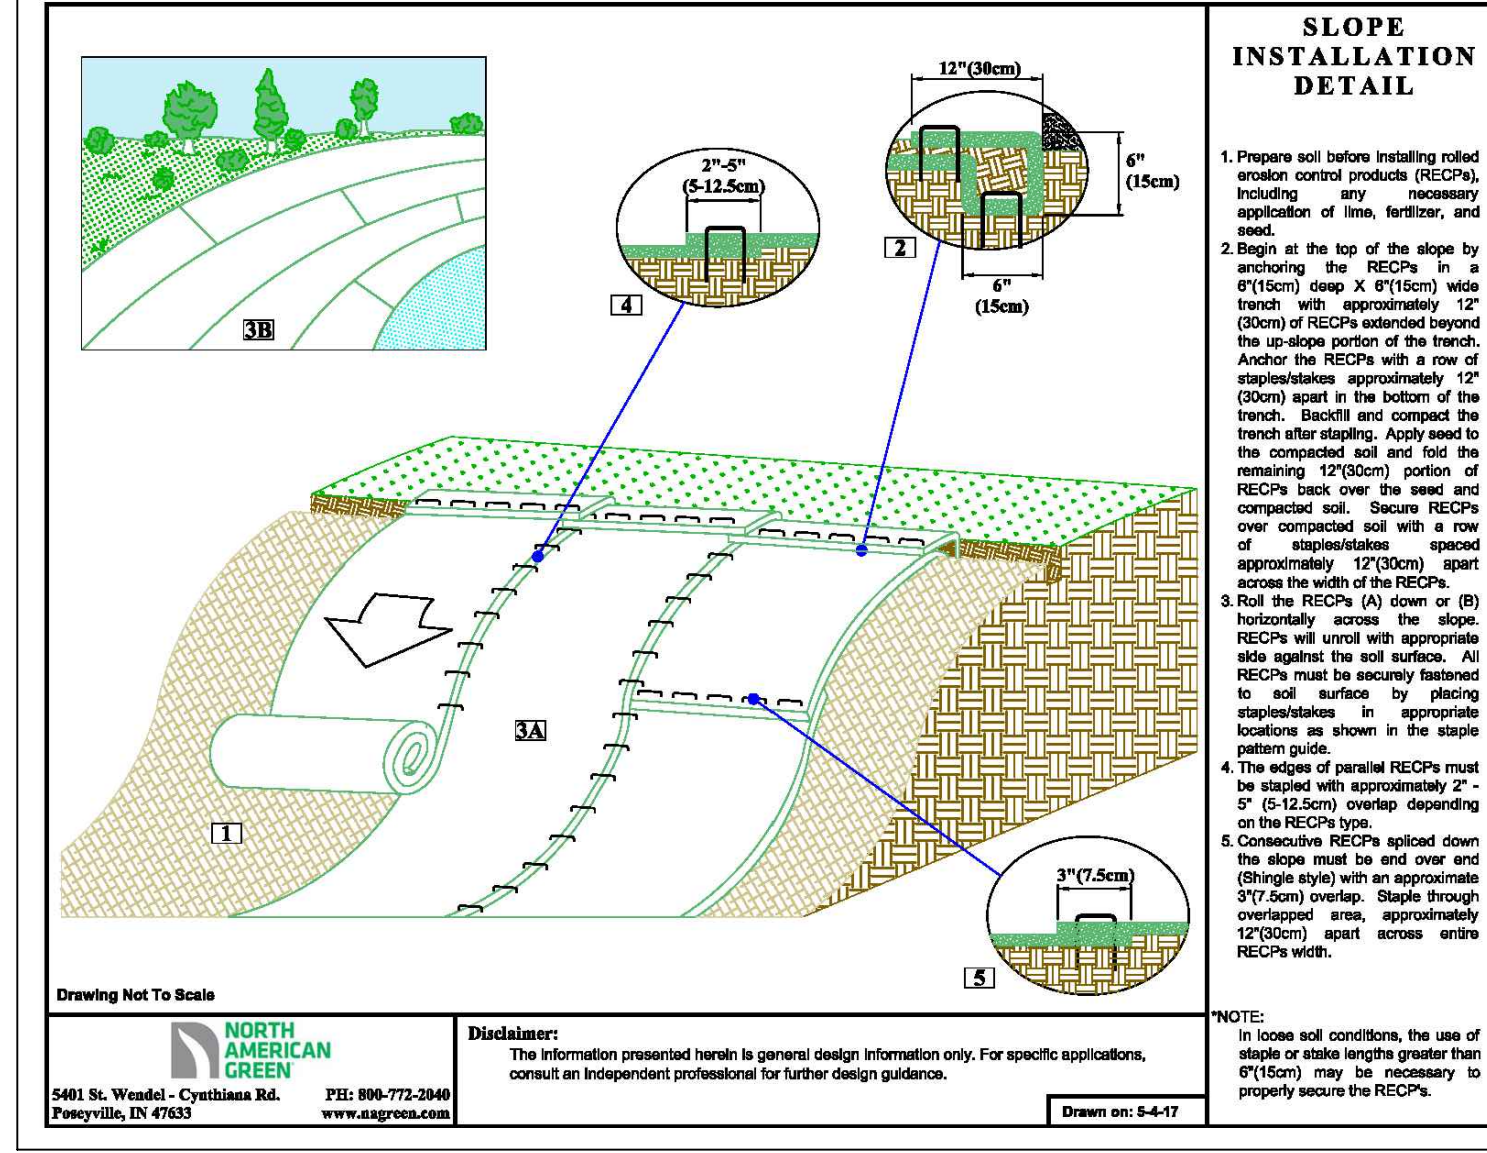 SLOPE
INSTALLATION
DETAIL
1. Prepare soil before installing rolled
erosion control products (RECPs),
including any necessary
application of lime, fertilizer, and
seed.
2. Begin at the top of the slope by
anchoring the RECPs in a
6"(15cm) deep X 6"(15cm) wide
trench with approximately 12"
(30cm) of RECPs extended beyond
the up-slope portion of the trench.
Anchor the RECPs with a row of
staples/stakes approximately 12"
(30cm) apart in the bottom of the
trench. Backfill and compact the
trench after stapling. Apply seed to
the compacted soil and fold the
remaining 12"(30cm) portion of
RECPs back over the seed and
compacted soil. Secure RECPs
over compacted soil with a row
of staples/stakes spaced
approximately 12"(30cm) apart
across the width of the RECPs.
3. Roll the RECPs (A) down or (B)
horizontally across the slope.
RECPs will unroll with appropriate
side against the soil surface. All
RECPs must be securely fastened
to soil surface by placing
staples/stakes in appropriate
locations as shown in the staple
pattern guide.
4. The edges of parallel RECPs must
be stapled with approximately 2" -
5" (5-12.5cm) overlap depending
on the RECPs type.
5. Consecutive RECPs spliced down
the slope must be end over end
(Shingle style) with an approximate
3"(7.5cm) overlap. Staple through
overlapped area, approximately
12"(30cm) apart across entire
RECPs width.
*NOTE:
In loose soil conditions, the use of
staple or stake lengths greater than
6"(15cm) may be necessary to
properly secure the RECP's.
12"(30cm)
6"
(15cm)
2
6"
(15cm)
2"-5"
(5-12.5cm)
4
3B
3A
1
3"(7.5cm)
5
Drawing Not To Scale
NORTH
AMERICAN
GREEN
5401 St. Wendel - Cynthiana Rd. PH: 800-772-2040
Poseyville, IN 47633 www.nagreen.com
Disclaimer:
The information presented herein is general design information only. For specific applications,
consult an independent professional for further design guidance.
Drawn on: 5-4-17